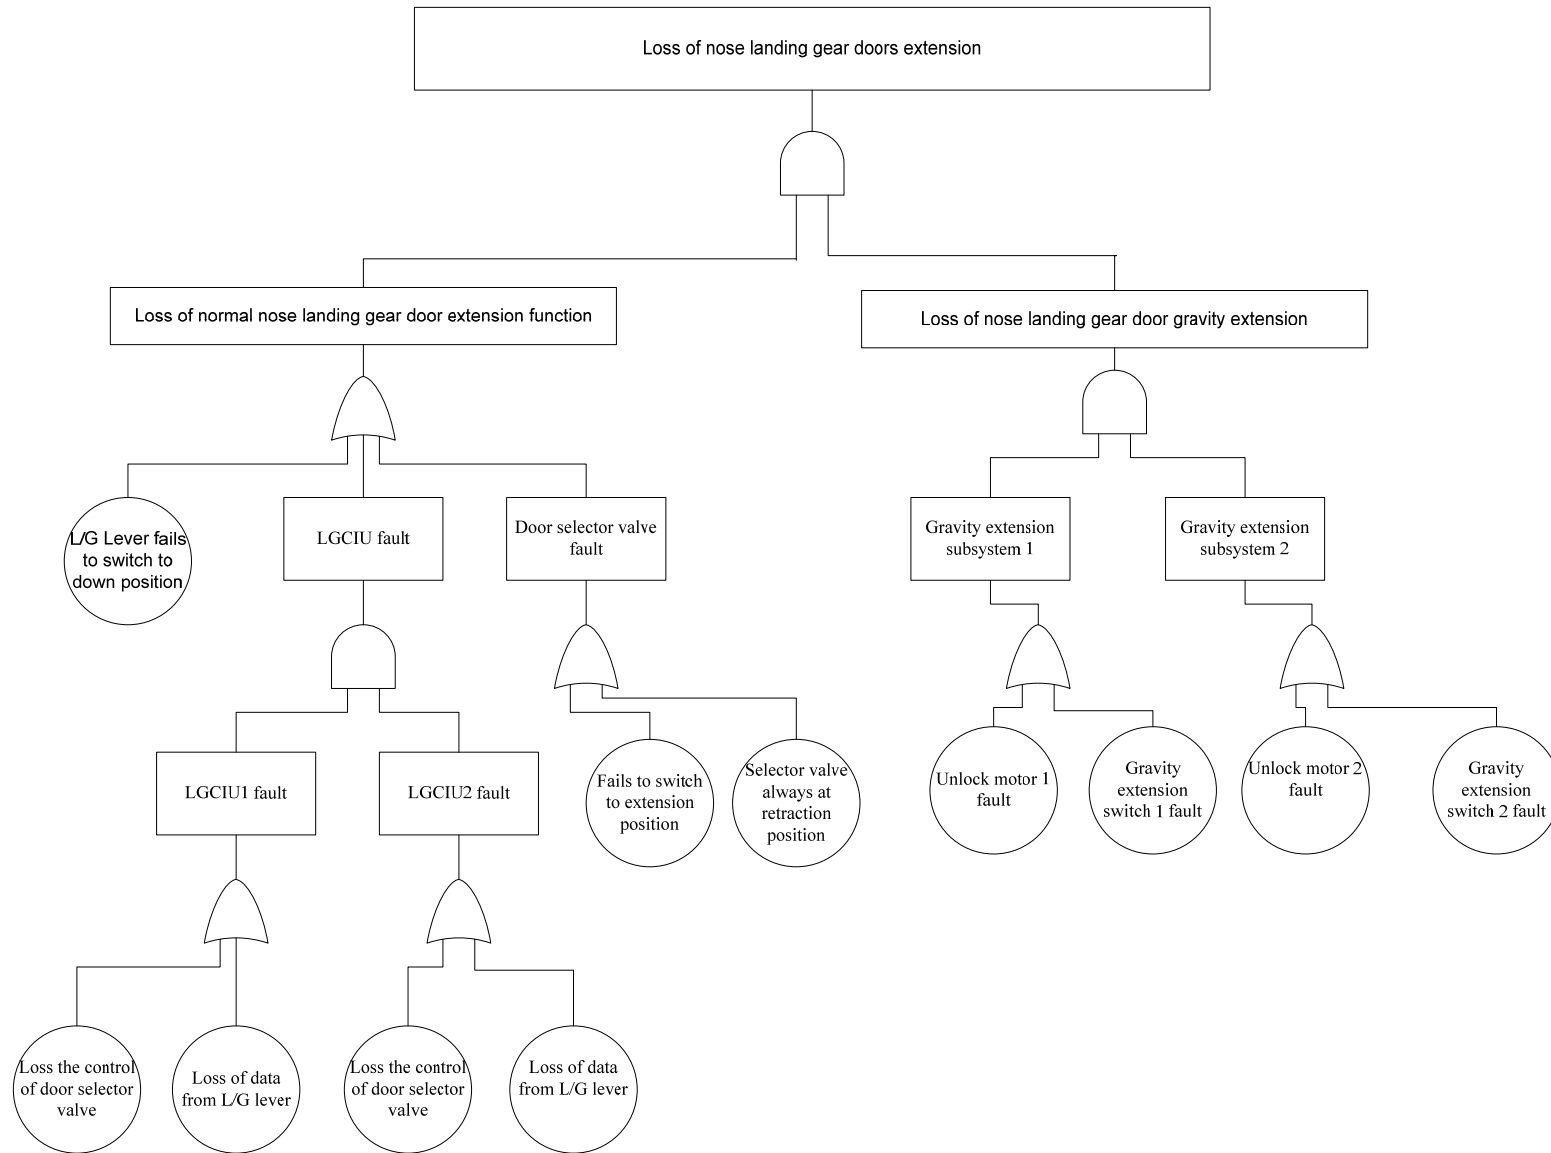 Loss of nose landing gear doors extension
Loss of normal nose landing gear door extension function
Loss of nose landing gear door gravity extension
L/G Lever fails
to switch to
down position
LGCIU fault
Door selector valve
fault
Gravity extension
subsystem 1
Gravity extension
subsystem 2
LGCIU1 fault
LGCIU2 fault
Fails to switch
to extension
position
Selector valve
always at
retraction
position
Unlock motor 1
fault
Gravity
extension
switch 1 fault
Unlock motor 2
fault
Gravity
extension
switch 2 fault
Loss the control
of door selector
valve
Loss of data
from L/G lever
Loss the control
of door selector
valve
Loss of data
from L/G lever